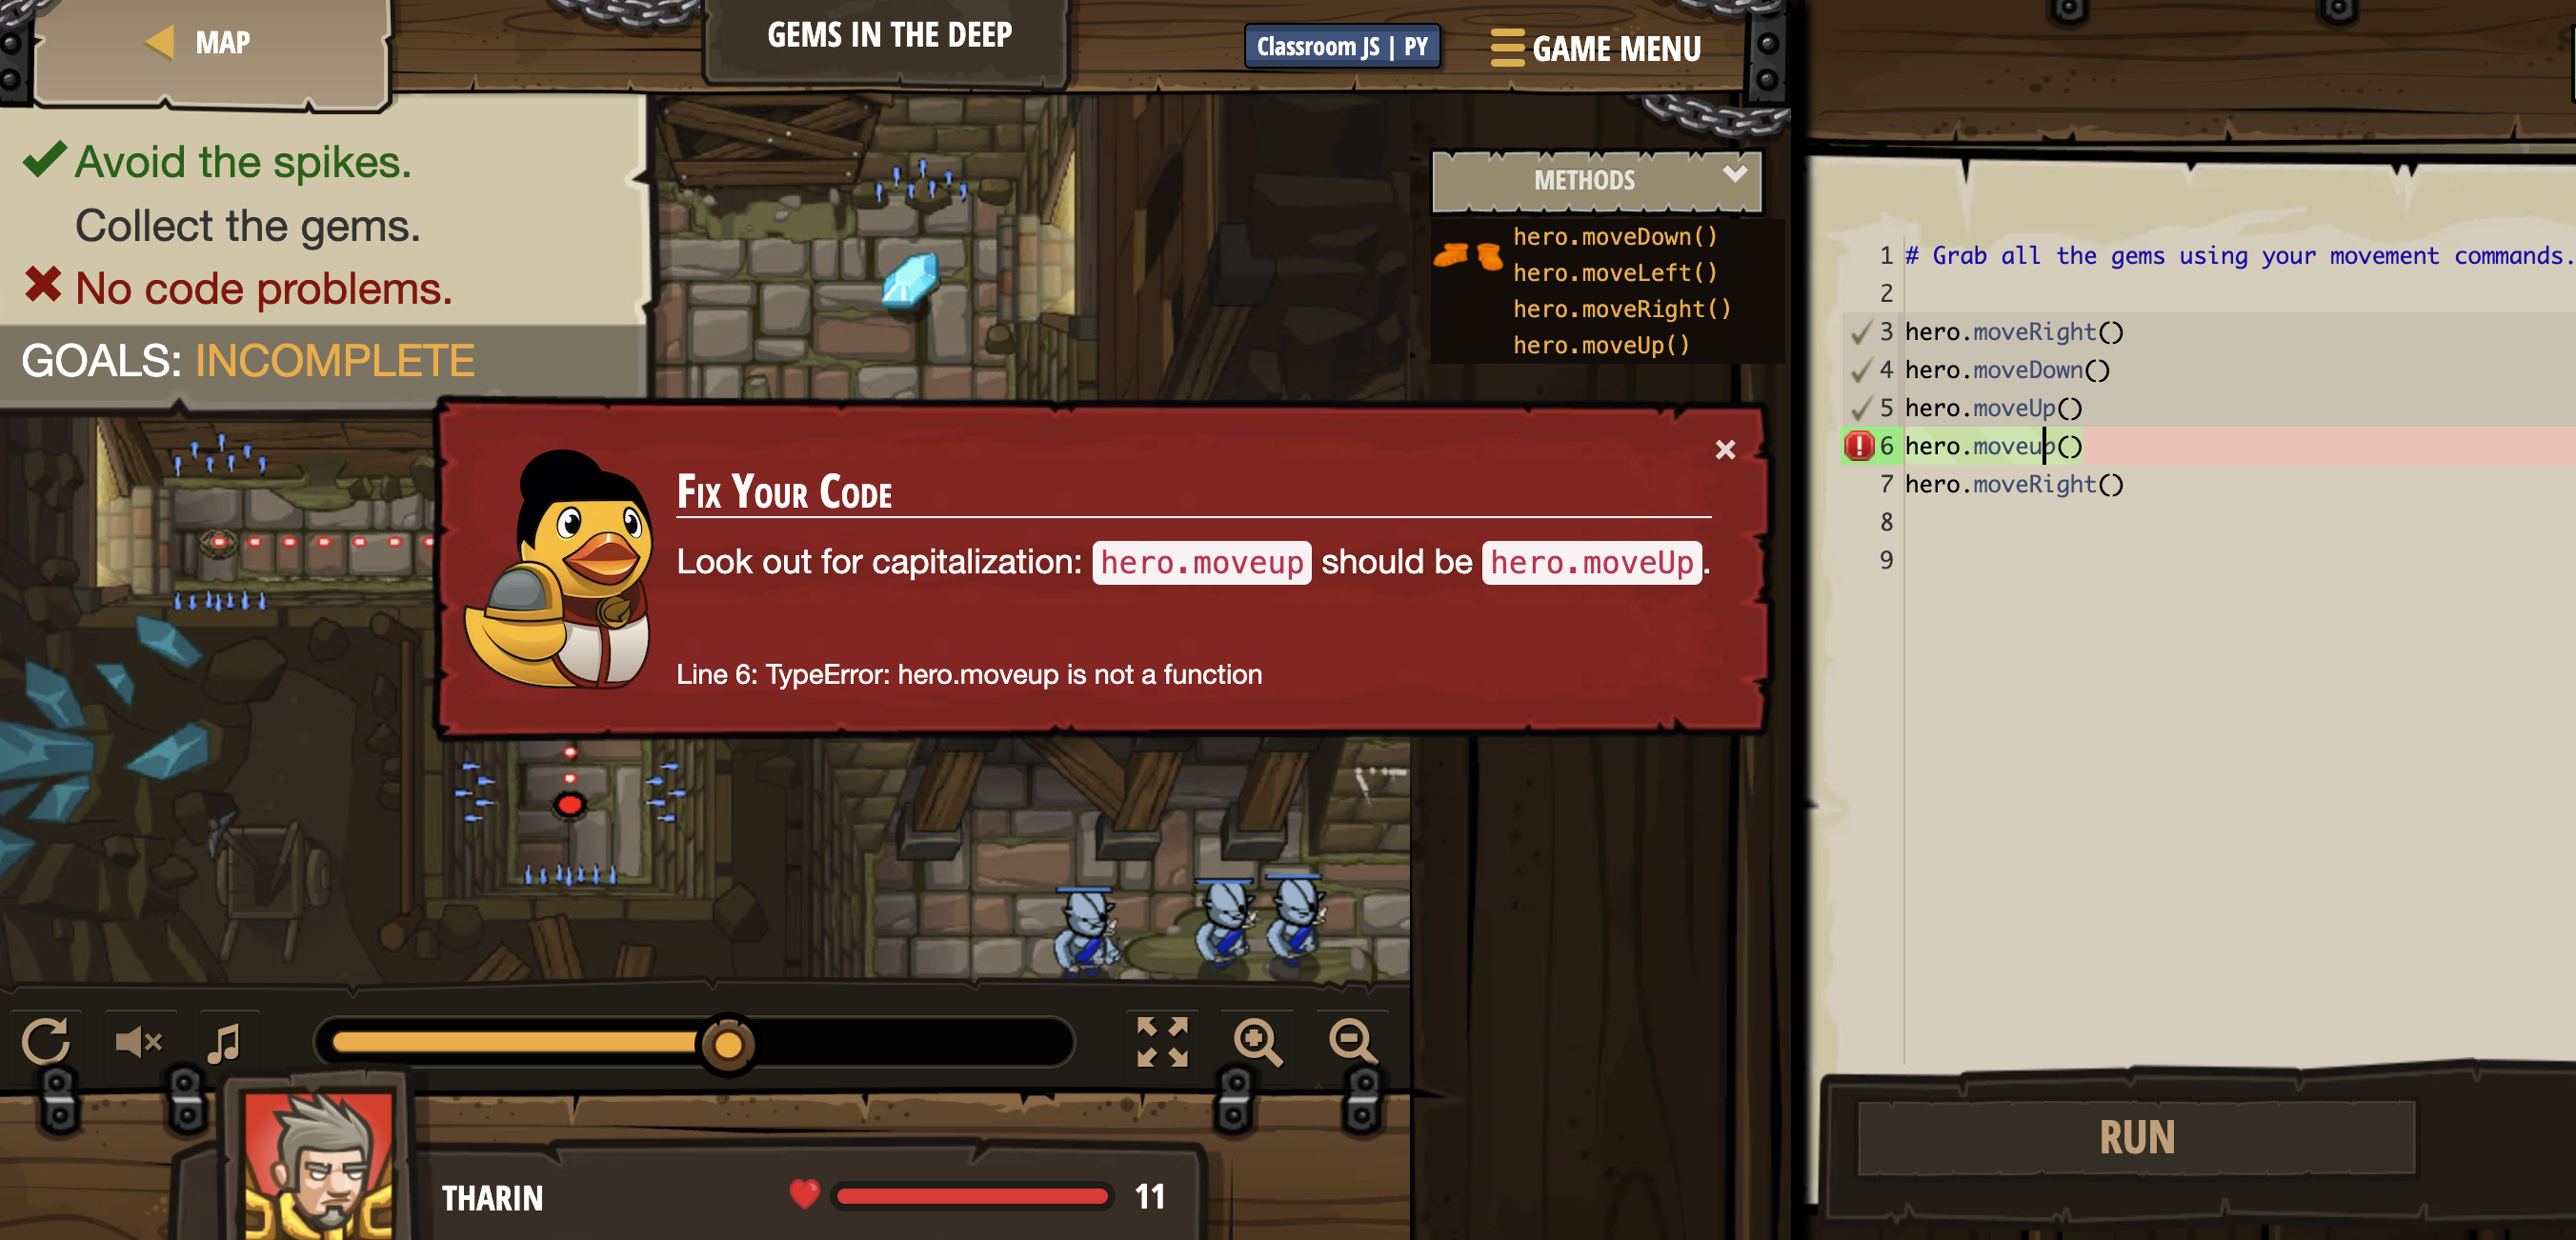 MAP
GEMS IN THE DEEP
Classroom JS | PY
GAME MENU
Avoid the spikes.
Collect the gems.
No code problems.
GOALS: INCOMPLETE
METHODS
hero.moveDown()
hero.moveLeft()
hero.moveRight()
hero.moveUp()
Fix Your Code
Look out for capitalization: hero.moveup should be hero.moveUp.
Line 6: TypeError: hero.moveup is not a function
1 # Grab all the gems using your movement commands.
2
3 hero.moveRight()
4 hero.moveDown()
5 hero.moveUp()
6 hero.moveup()
7 hero.moveRight()
8
9
RUN
THARIN
11